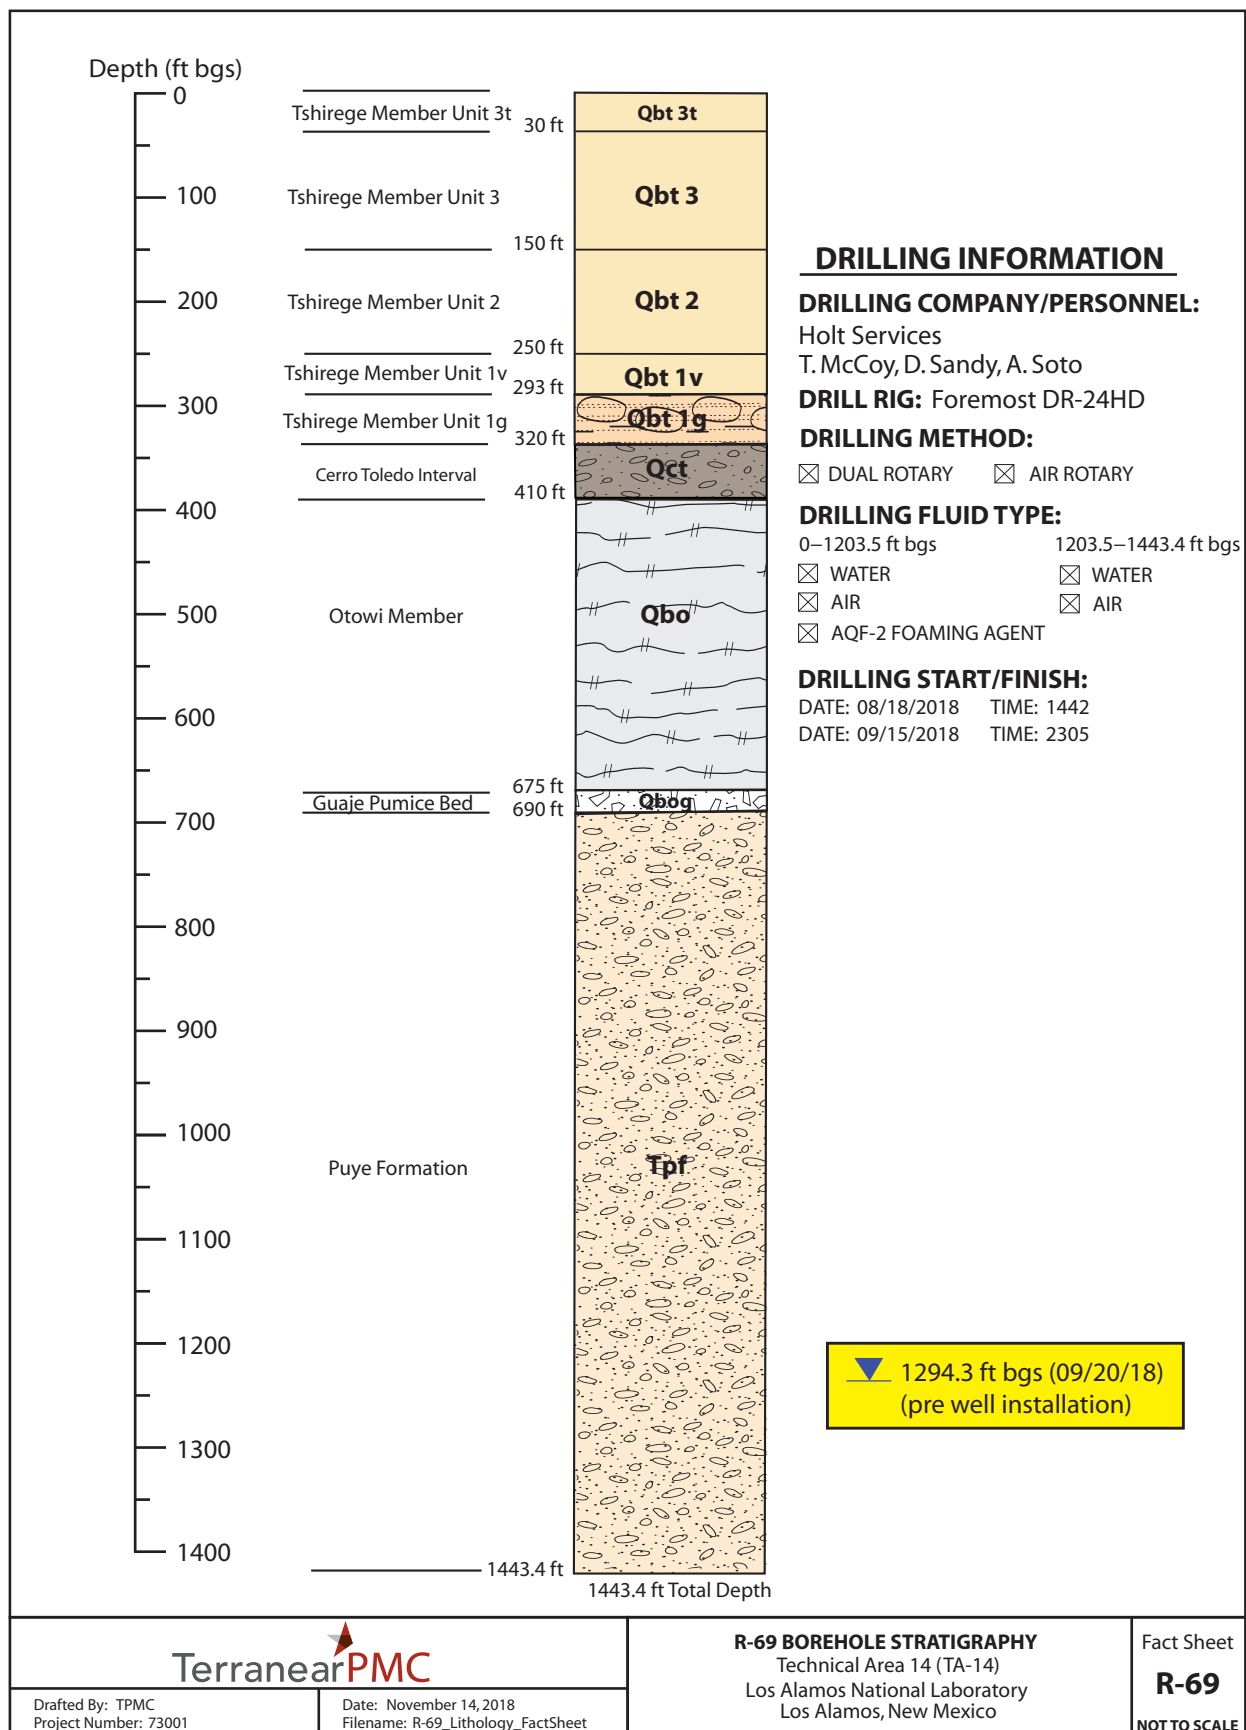 Depth (ft bgs)
0
100
200
300
400
500
600
700
800
900
1000
1100
1200
1300
1400
Tshirege Member Unit 3t
30 ft
Tshirege Member Unit 3
150 ft
Tshirege Member Unit 2
250 ft
Tshirege Member Unit 1v
293 ft
Tshirege Member Unit 1g
320 ft
Cerro Toledo Interval
410 ft
Otowi Member
675 ft
Guaje Pumice Bed
690 ft
Puye Formation
1443.4 ft
Qbt 3t
Qbt 3
Qbt 2
Qbt 1v
Qbt 1g
Qct
Qbo
Qbog
Tpf
1443.4 ft Total Depth
DRILLING INFORMATION
DRILLING COMPANY/PERSONNEL:
Holt Services
T. McCoy, D. Sandy, A. Soto
DRILL RIG: Foremost DR-24HD
DRILLING METHOD:
DUAL ROTARY AIR ROTARY
DRILLING FLUID TYPE:
0–1203.5 ft bgs 1203.5–1443.4 ft bgs
WATER WATER
AIR AIR
AQF-2 FOAMING AGENT
DRILLING START/FINISH:
DATE: 08/18/2018 TIME: 1442
DATE: 09/15/2018 TIME: 2305
1294.3 ft bgs (09/20/18)
(pre well installation)
TerranearPMC
Drafted By: TPMC
Project Number: 73001
Date: November 14, 2018
Filename: R-69_Lithology_FactSheet
R-69 BOREHOLE STRATIGRAPHY
Technical Area 14 (TA-14)
Los Alamos National Laboratory
Los Alamos, New Mexico
Fact Sheet
R-69
NOT TO SCALE